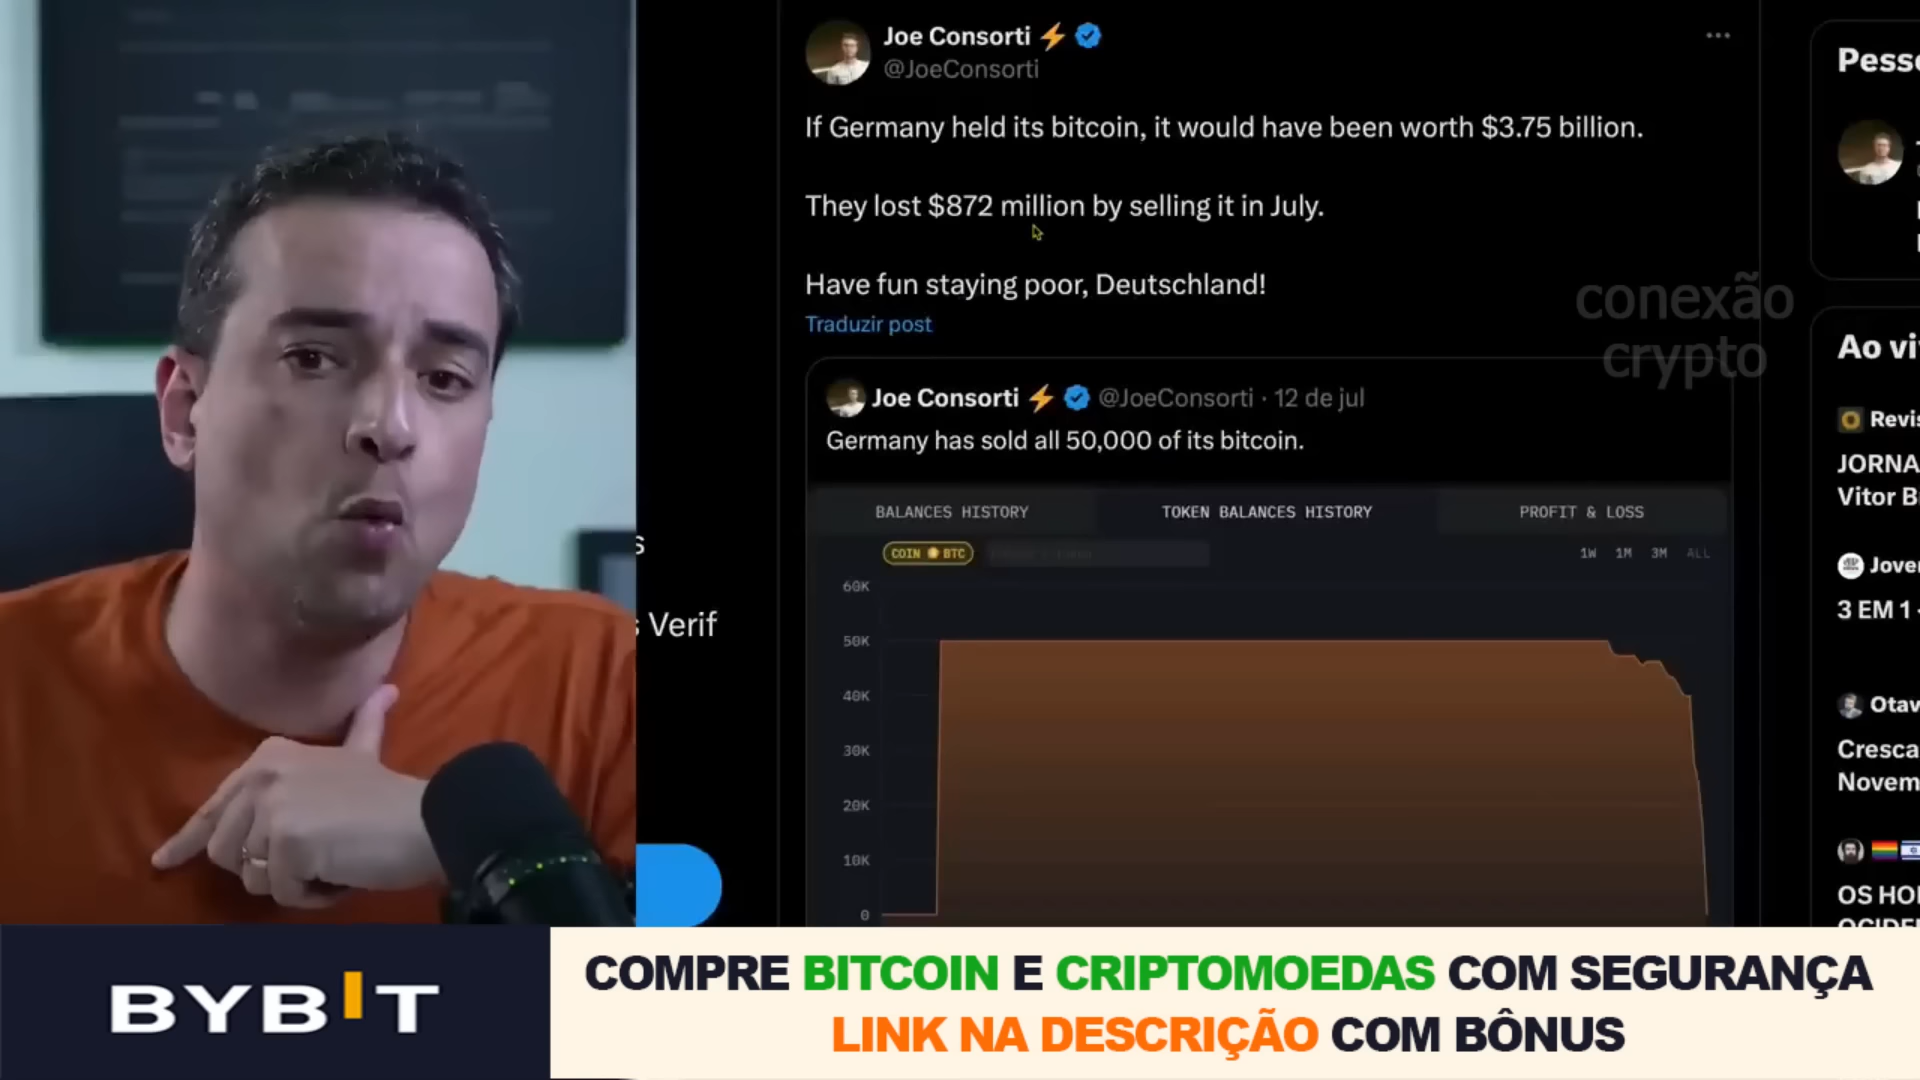 Joe Consorti
@JoeConsorti
If Germany held its bitcoin, it would have been worth $3.75 billion.
They lost $872 million by selling it in July.
Have fun staying poor, Deutschland!
Traduzir post
conexão
crypto
Joe Consorti @JoeConsorti · 12 de jul
Germany has sold all 50,000 of its bitcoin.
BALANCES HISTORY
TOKEN BALANCES HISTORY
PROFIT & LOSS
COIN BTC
1W 1M 3M ALL
60K
50K
40K
30K
20K
10K
0
s
s Verif
Pesso
Ao vi
Revis
JORNA
Vitor B
Jover
3 EM 1
Otav
Cresca
Novem
OS HO
BYBIT
COMPRE BITCOIN E CRIPTOMOEDAS COM SEGURANÇA
LINK NA DESCRIÇÃO COM BÔNUS